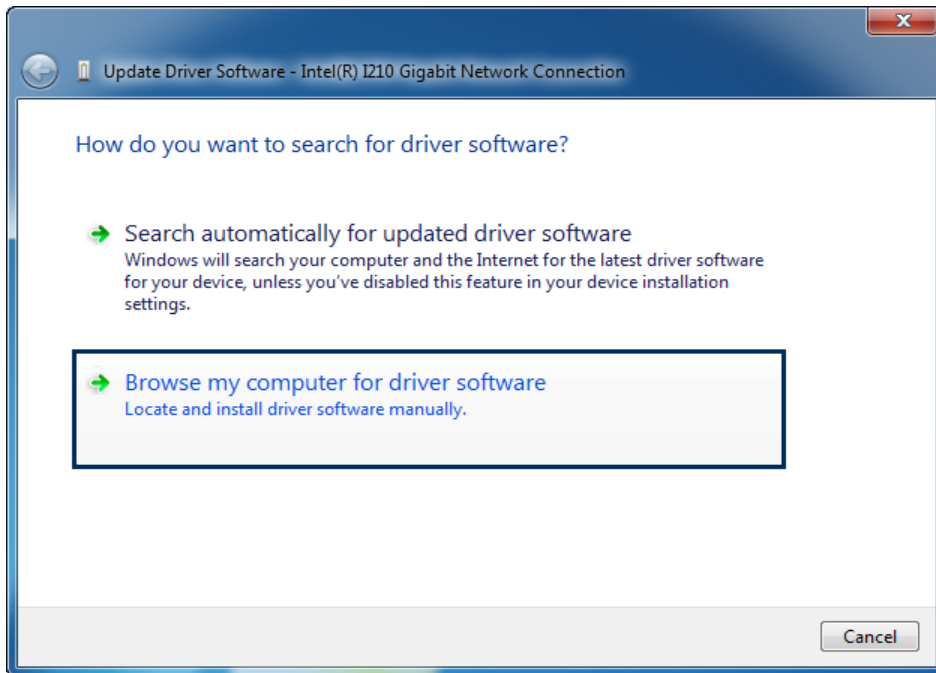 Update Driver Software - Intel(R) I210 Gigabit Network Connection
How do you want to search for driver software?
Search automatically for updated driver software
Windows will search your computer and the Internet for the latest driver software
for your device, unless you've disabled this feature in your device installation
settings.
Browse my computer for driver software
Locate and install driver software manually.
Cancel